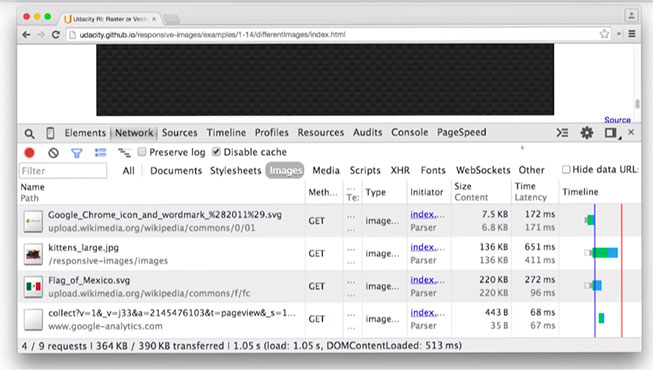 Udacity RI: Raster or Vecto
udacity.github.io/responsive-images/examples/1-14/differentImages/index.html
Source
Elements Network Sources Timeline Profiles Resources Audits Console PageSpeed
Preserve log Disable cache
Filter All Documents Stylesheets Images Media Scripts XHR Fonts WebSockets Other Hide data URL:
Name Meth... ... Type Initiator Size Time Timeline
Path Te: Content Latency
Google_Chrome_icon_and_wordmark_%282011%29.svg GET ... image... index.... 7.5 KB 172 ms
upload.wikimedia.org/wikipedia/commons/0/01 ... Parser 6.8 KB 171 ms
kittens_large.jpg GET ... image... index.... 136 KB 651 ms
/responsive-images/images ... Parser 136 KB 411 ms
Flag_of_Mexico.svg GET ... image... index.... 220 KB 272 ms
upload.wikimedia.org/wikipedia/commons/f/fc ... Parser 220 KB 96 ms
collect?v=1&_v=j33&a=2145476103&t=pageview&_s=1... GET ... image... index.... 443 B 68 ms
www.google-analytics.com ... Parser 35 B 67 ms
4 / 9 requests | 364 KB / 390 KB transferred | 1.05 s (load: 1.05 s, DOMContentLoaded: 513 ms)